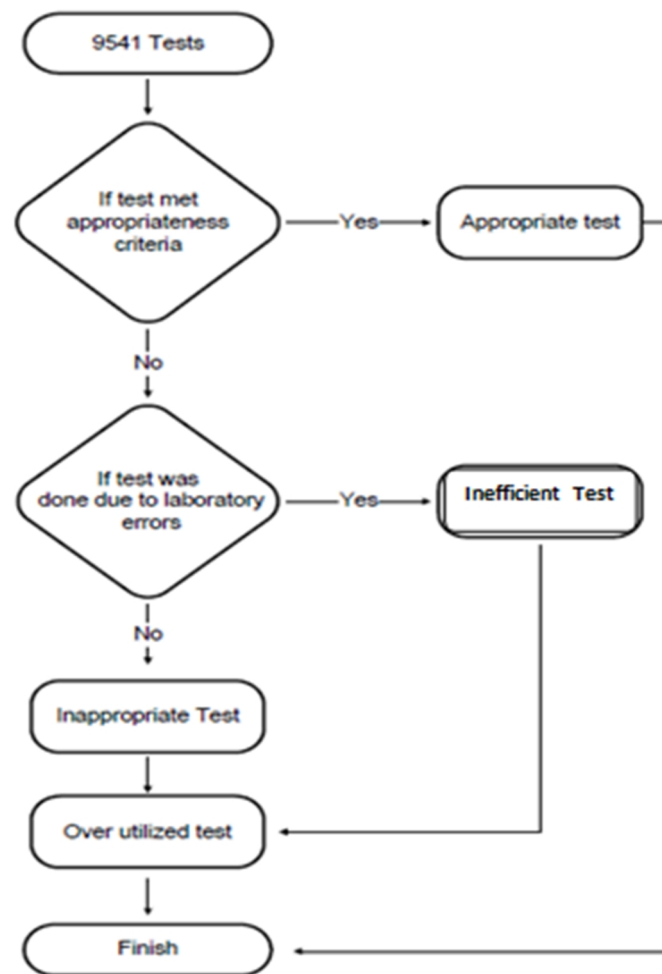 9541 Tests
If test met
appropriateness
criteria
Yes
Appropriate test
No
If test was
done due to laboratory
errors
Yes
Inefficient Test
No
Inappropriate Test
Over utilized test
Finish